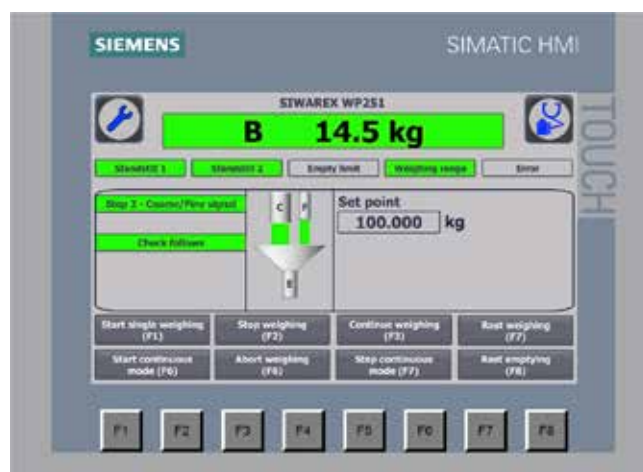 SIEMENS
SIMATIC HMI
TOUCH
SIWAREX WP251
B 14.5 kg
Standstill 1
Standstill 2
Empty limit
Weighing range
Error
Step 2 - Coarse/Fine signal
Check follows
C F
B
Set point
100.000 kg
Start single weighing (F1)
Stop weighing (F2)
Continue weighing (F3)
Rest weighing (F7)
Start continuous mode (F6)
Abort weighing (F6)
Stop continuous mode (F7)
Rest emptying (F8)
F1 F2 F3 F4 F5 F6 F7 F8